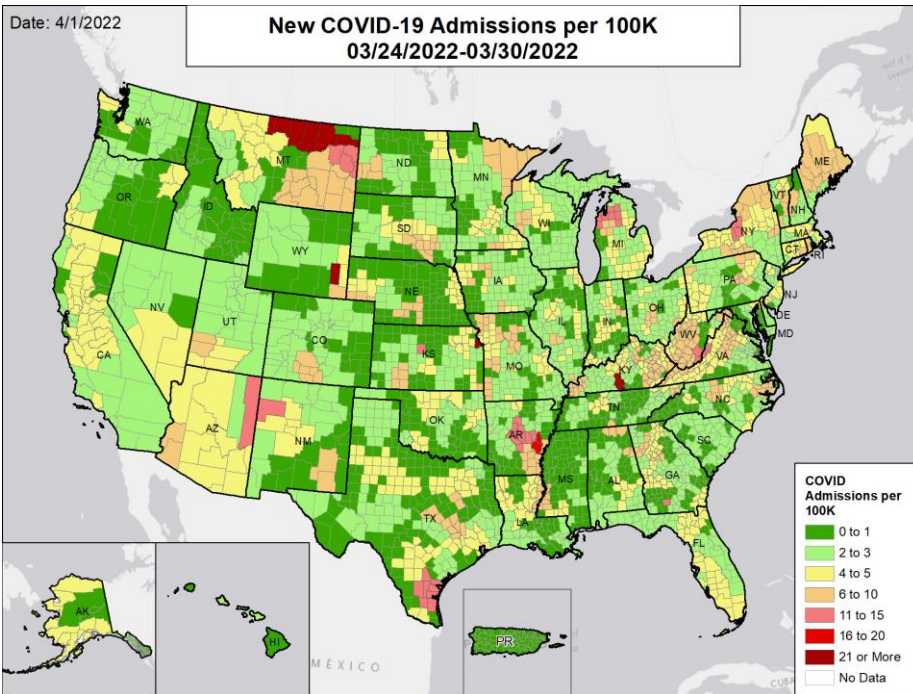 Date: 4/1/2022
New COVID-19 Admissions per 100K
03/24/2022-03/30/2022
WA
MT
ND
MN
ME
OR
ID
SD
WI
MI
VT
NH
NY
MA
CT
RI
WY
IA
NE
PA
NJ
NV
UT
CO
IL
IN
OH
DE
MD
WV
VA
CA
KS
MO
KY
NC
TN
AZ
NM
OK
AR
SC
MS
AL
GA
TX
LA
FL
AK
HI
PR
MÉXICO
CUBA
COVID
Admissions per
100K
0 to 1
2 to 3
4 to 5
6 to 10
11 to 15
16 to 20
21 or More
No Data